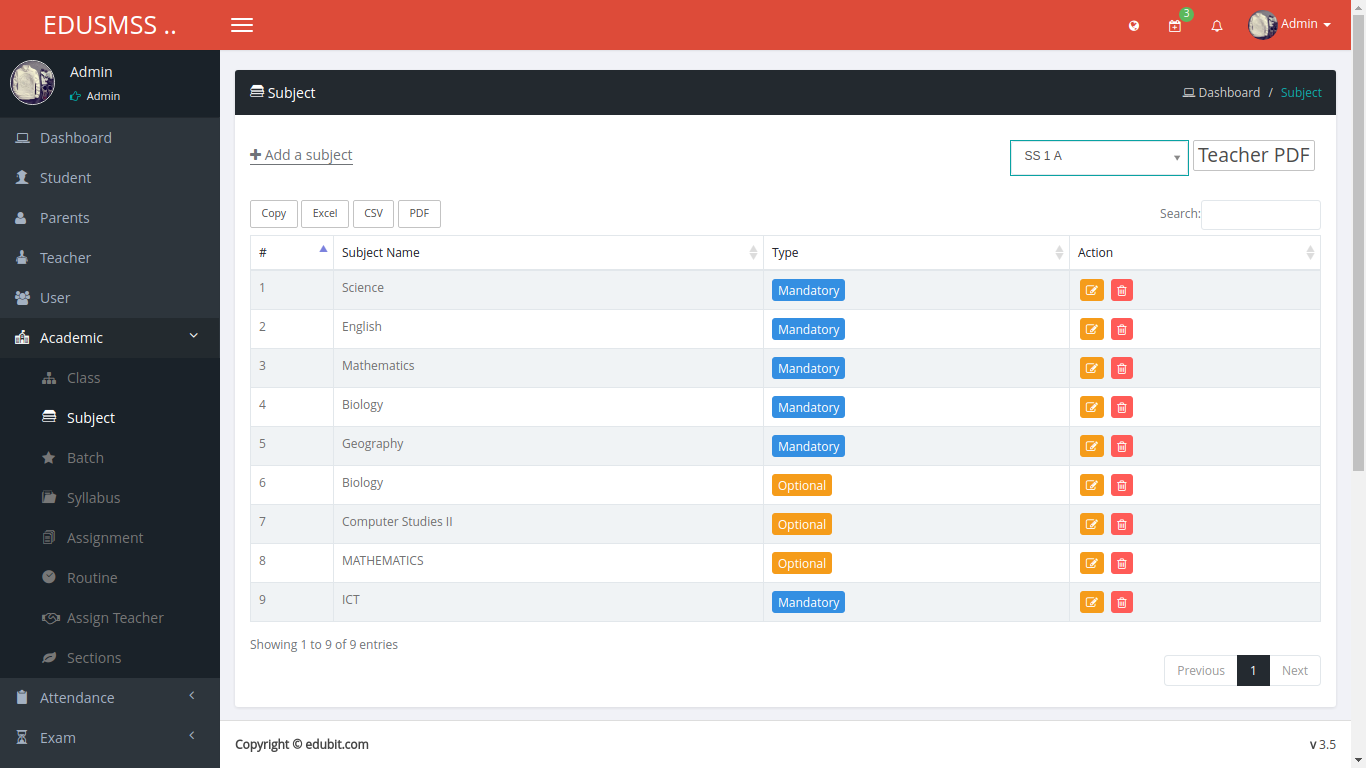 EDUSMSS ..
3
Admin
Admin
Admin
Dashboard
Student
Parents
Teacher
User
Academic
Class
Subject
Batch
Syllabus
Assignment
Routine
Assign Teacher
Sections
Attendance
Exam
Subject
Dashboard / Subject
Add a subject
SS 1 A
Teacher PDF
Copy Excel CSV PDF
Search:
# Subject Name Type Action
1 Science Mandatory
2 English Mandatory
3 Mathematics Mandatory
4 Biology Mandatory
5 Geography Mandatory
6 Biology Optional
7 Computer Studies II Optional
8 MATHEMATICS Optional
9 ICT Mandatory
Showing 1 to 9 of 9 entries
Previous 1 Next
Copyright © edubit.com
v 3.5